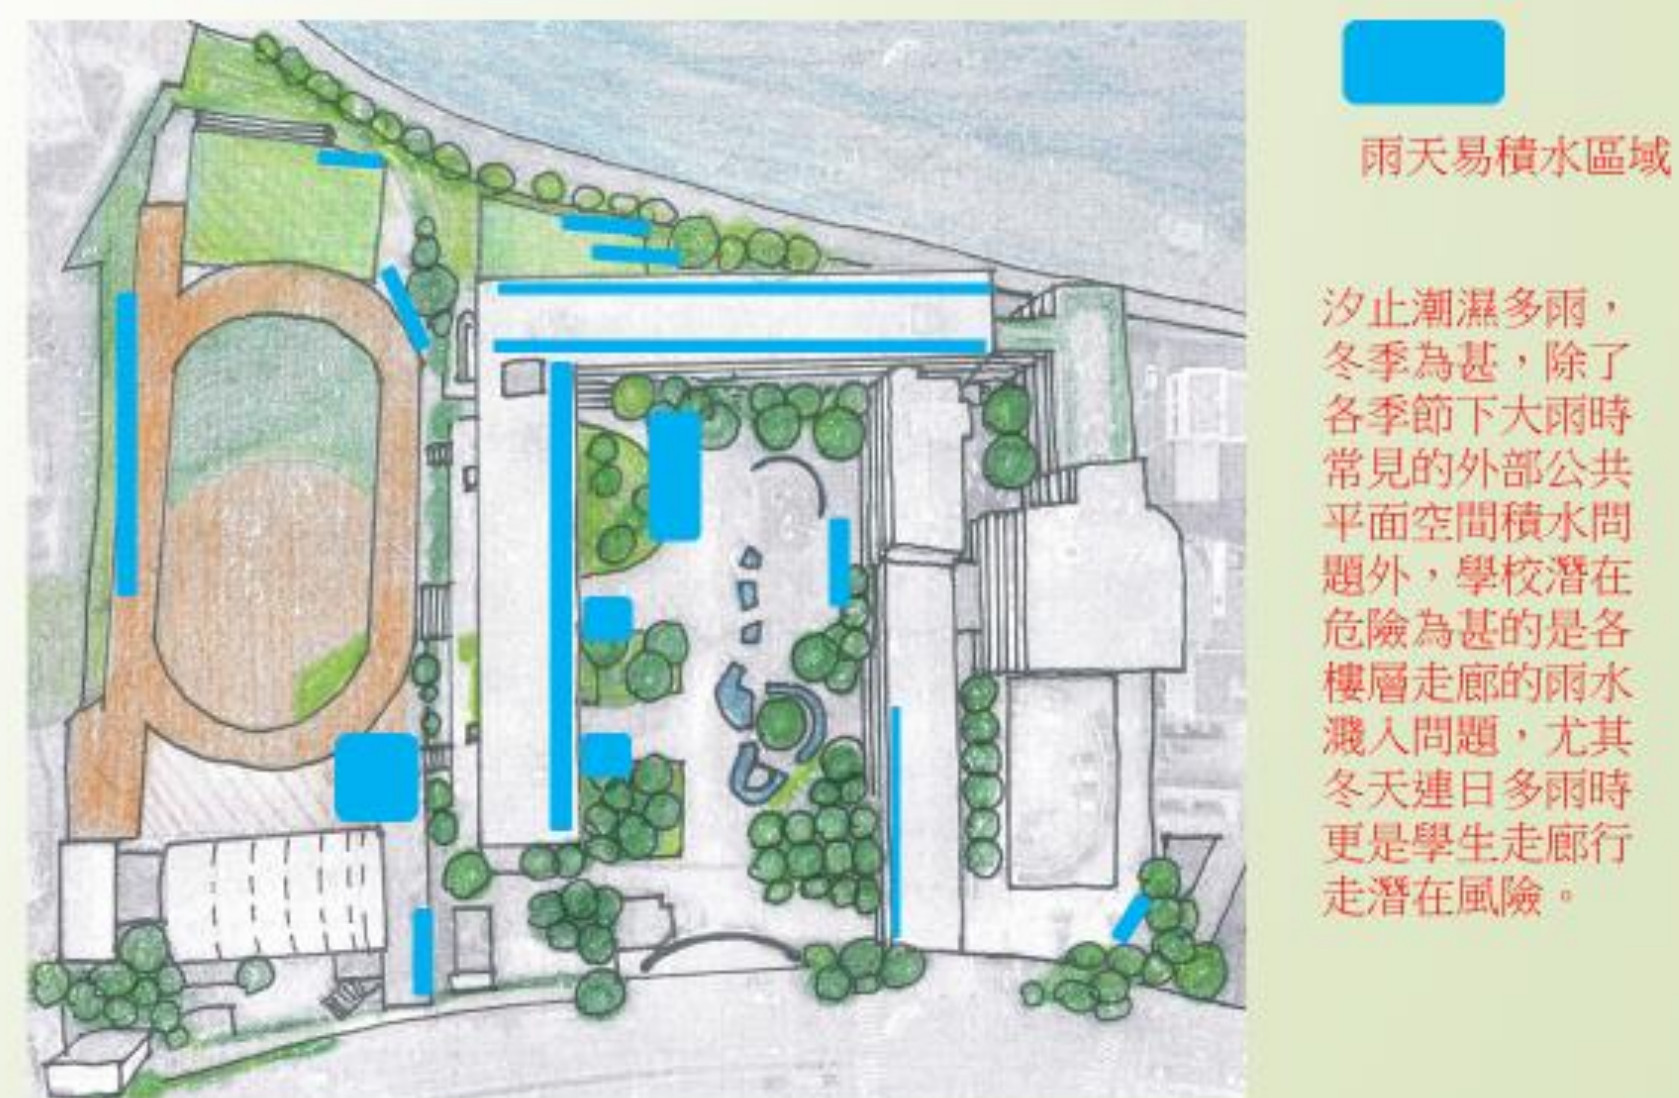 雨天易積水區域
汐止潮濕多雨，
冬季為甚，除了
各季節下大雨時
常見的外部公共
平面空間積水問
題外，學校潛在
危險為甚的是各
樓層走廊的雨水
濺入問題，尤其
冬天連日多雨時
更是學生走廊行
走潛在風險。